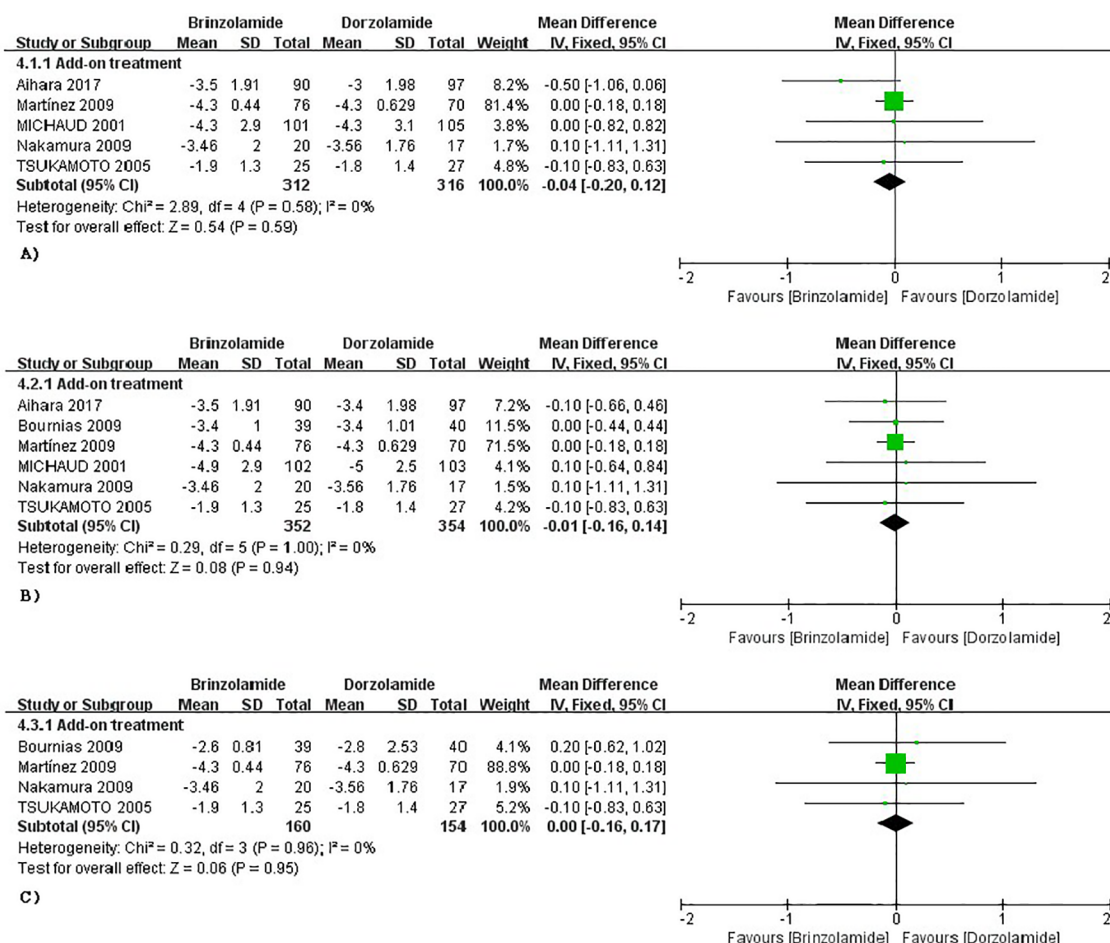 Brinzolamide Dorzolamide Mean Difference Mean Difference
Study or Subgroup Mean SD Total Mean SD Total Weight IV, Fixed, 95% CI IV, Fixed, 95% CI
4.1.1 Add-on treatment
Aihara 2017 -3.5 1.91 90 -3 1.98 97 8.2% -0.50 [-1.06, 0.06]
Martínez 2009 -4.3 0.44 76 -4.3 0.629 70 81.4% 0.00 [-0.18, 0.18]
MICHAUD 2001 -4.3 2.9 101 -4.3 3.1 105 3.8% 0.00 [-0.82, 0.82]
Nakamura 2009 -3.46 2 20 -3.56 1.76 17 1.7% 0.10 [-1.11, 1.31]
TSUKAMOTO 2005 -1.9 1.3 25 -1.8 1.4 27 4.8% -0.10 [-0.83, 0.63]
Subtotal (95% CI) 312 316 100.0% -0.04 [-0.20, 0.12]
Heterogeneity: Chi² = 2.89, df = 4 (P = 0.58); I² = 0%
Test for overall effect: Z = 0.54 (P = 0.59)
A)
-2 -1 0 1 2
Favours [Brinzolamide] Favours [Dorzolamide]
Brinzolamide Dorzolamide Mean Difference Mean Difference
Study or Subgroup Mean SD Total Mean SD Total Weight IV, Fixed, 95% CI IV, Fixed, 95% CI
4.2.1 Add-on treatment
Aihara 2017 -3.5 1.91 90 -3.4 1.98 97 7.2% -0.10 [-0.66, 0.46]
Bournias 2009 -3.4 1 39 -3.4 1.01 40 11.5% 0.00 [-0.44, 0.44]
Martínez 2009 -4.3 0.44 76 -4.3 0.629 70 71.5% 0.00 [-0.18, 0.18]
MICHAUD 2001 -4.9 2.9 102 -5 2.5 103 4.1% 0.10 [-0.64, 0.84]
Nakamura 2009 -3.46 2 20 -3.56 1.76 17 1.5% 0.10 [-1.11, 1.31]
TSUKAMOTO 2005 -1.9 1.3 25 -1.8 1.4 27 4.2% -0.10 [-0.83, 0.63]
Subtotal (95% CI) 352 354 100.0% -0.01 [-0.16, 0.14]
Heterogeneity: Chi² = 0.29, df = 5 (P = 1.00); I² = 0%
Test for overall effect: Z = 0.08 (P = 0.94)
B)
-2 -1 0 1 2
Favours [Brinzolamide] Favours [Dorzolamide]
Brinzolamide Dorzolamide Mean Difference Mean Difference
Study or Subgroup Mean SD Total Mean SD Total Weight IV, Fixed, 95% CI IV, Fixed, 95% CI
4.3.1 Add-on treatment
Bournias 2009 -2.6 0.81 39 -2.8 2.53 40 4.1% 0.20 [-0.62, 1.02]
Martínez 2009 -4.3 0.44 76 -4.3 0.629 70 88.8% 0.00 [-0.18, 0.18]
Nakamura 2009 -3.46 2 20 -3.56 1.76 17 1.9% 0.10 [-1.11, 1.31]
TSUKAMOTO 2005 -1.9 1.3 25 -1.8 1.4 27 5.2% -0.10 [-0.83, 0.63]
Subtotal (95% CI) 160 154 100.0% 0.00 [-0.16, 0.17]
Heterogeneity: Chi² = 0.32, df = 3 (P = 0.96); I² = 0%
Test for overall effect: Z = 0.06 (P = 0.95)
C)
-2 -1 0 1 2
Favours [Brinzolamide] Favours [Dorzolamide]